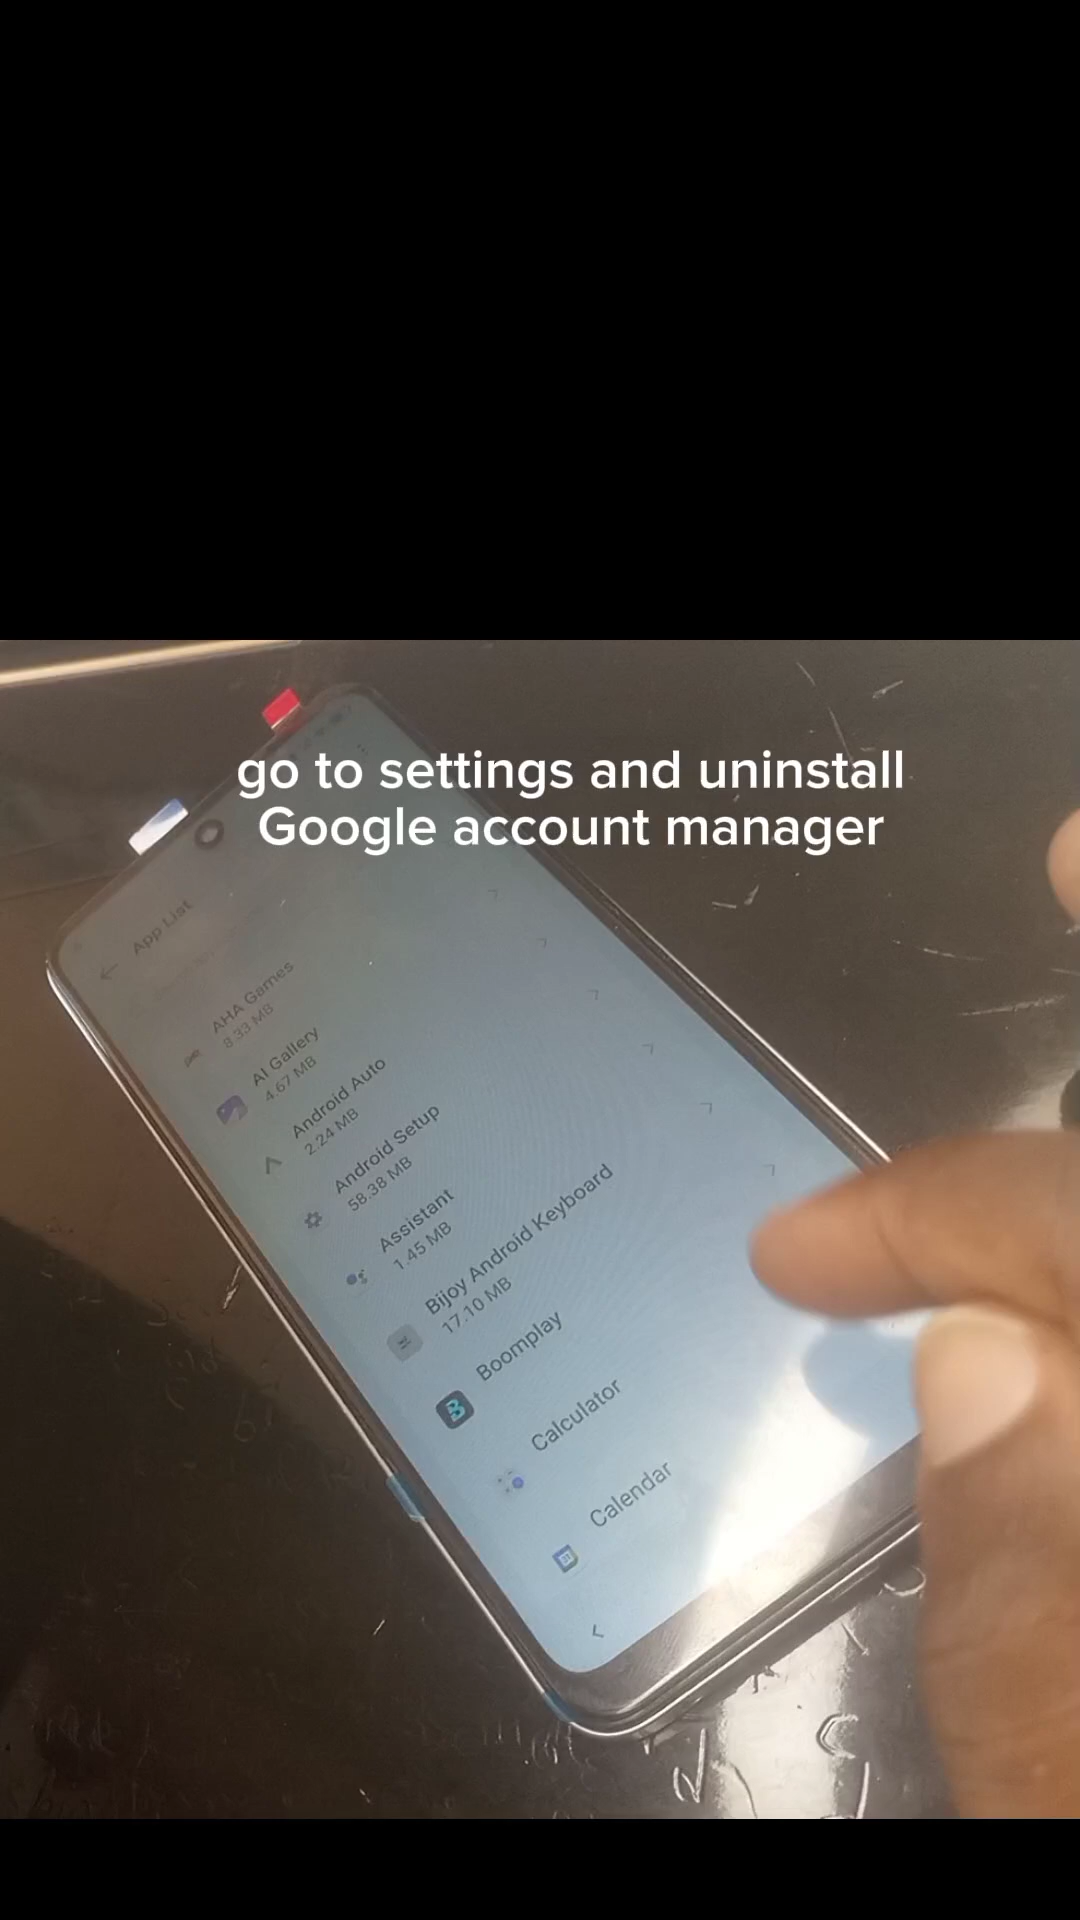 go to settings and uninstall
Google account manager
App List
AHA Games
8.33 MB
AI Gallery
4.67 MB
Android Auto
2.24 MB
Android Setup
58.38 MB
Assistant
1.45 MB
Bijoy Android Keyboard
17.10 MB
Boomplay
Calculator
Calendar
31